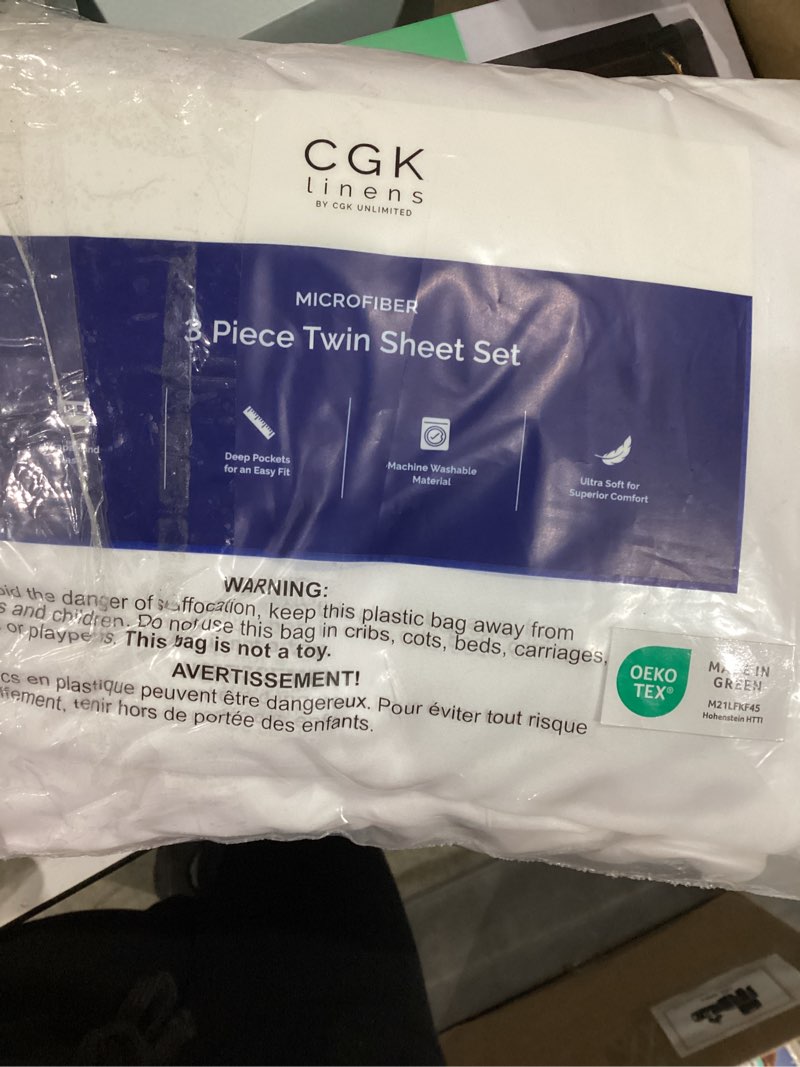 CGK
linens
BY CGK UNLIMITED
MICROFIBER
3 Piece Twin Sheet Set
Deep Pockets
for an Easy Fit
Machine Washable
Material
Ultra Soft for
Superior Comfort
WARNING:
oid the danger of suffocation, keep this plastic bag away from
s and children. Do not use this bag in cribs, cots, beds, carriages,
or playpens. This bag is not a toy.
AVERTISSEMENT!
cs en plastique peuvent être dangereux. Pour éviter tout risque
ffement, tenir hors de portée des enfants.
OEKO
TEX®
MADE IN
GREEN
M21LFKF45
Hohenstein HTTI